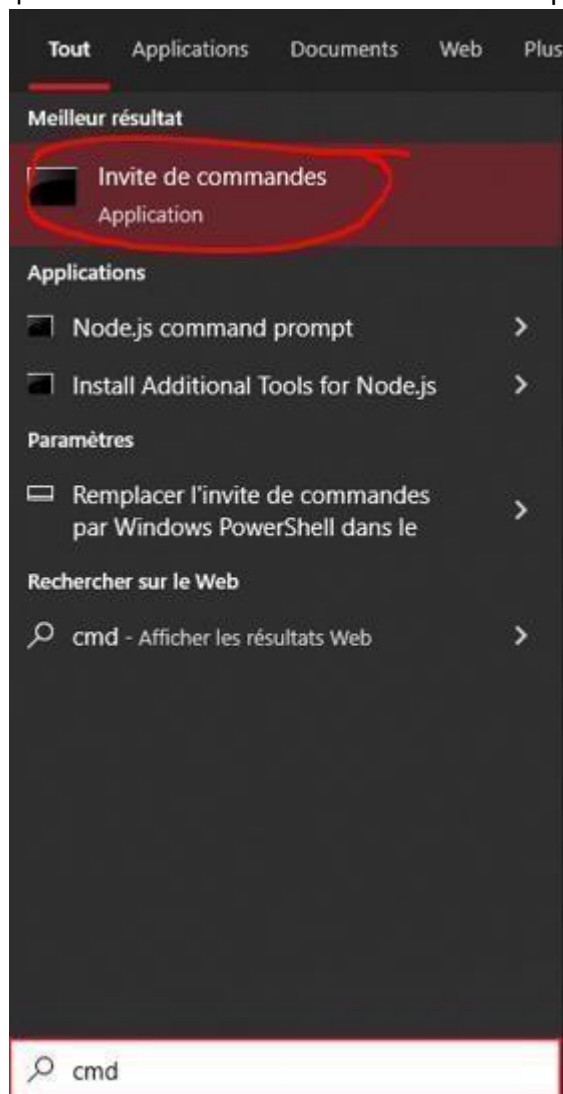 Tout Applications Documents Web Plus
Meilleur résultat
Invite de commandes
Application
Applications
Node.js command prompt
Install Additional Tools for Node.js
Paramètres
Remplacer l'invite de commandes
par Windows PowerShell dans le
Rechercher sur le Web
cmd - Afficher les résultats Web
cmd